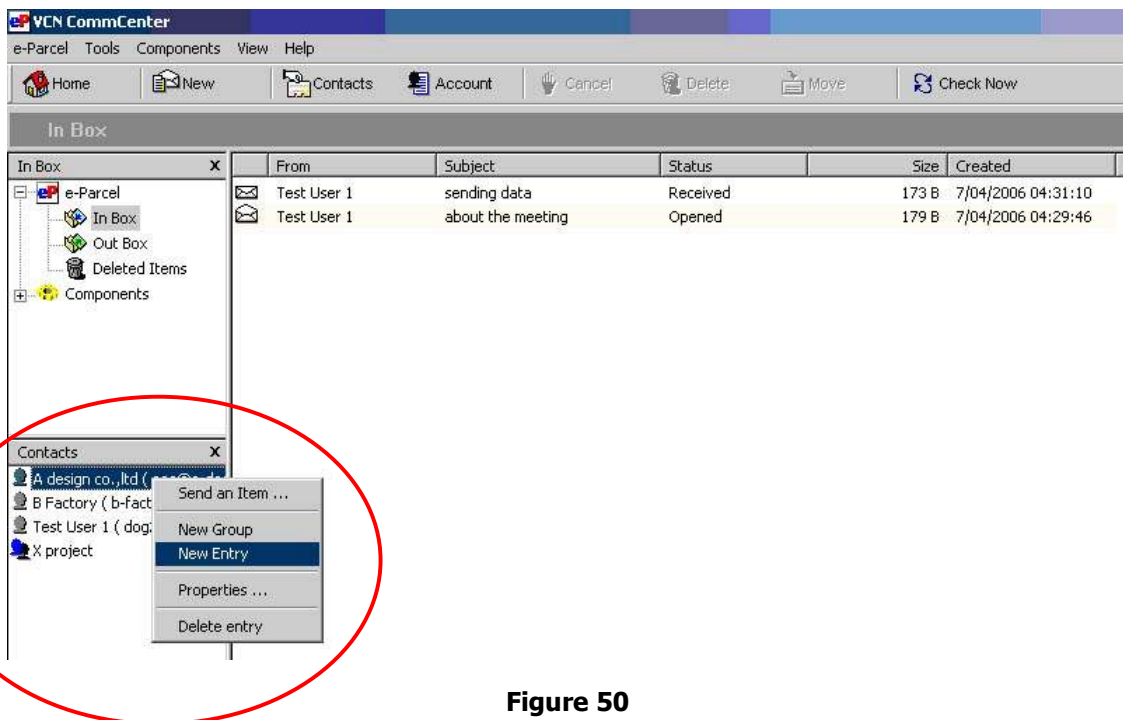 eP VCN CommCenter
e-Parcel Tools Components View Help
Home New Contacts Account Cancel Delete Move Check Now
In Box
In Box X From Subject Status Size Created
eP e-Parcel Test User 1 sending data Received 173 B 7/04/2006 04:31:10
In Box Test User 1 about the meeting Opened 179 B 7/04/2006 04:29:46
Out Box
Deleted Items
Components
Contacts X
A design co.,ltd (
B Factory ( b-fact
Test User 1 ( dog
X project
Send an Item ...
New Group
New Entry
Properties ...
Delete entry
Figure 50